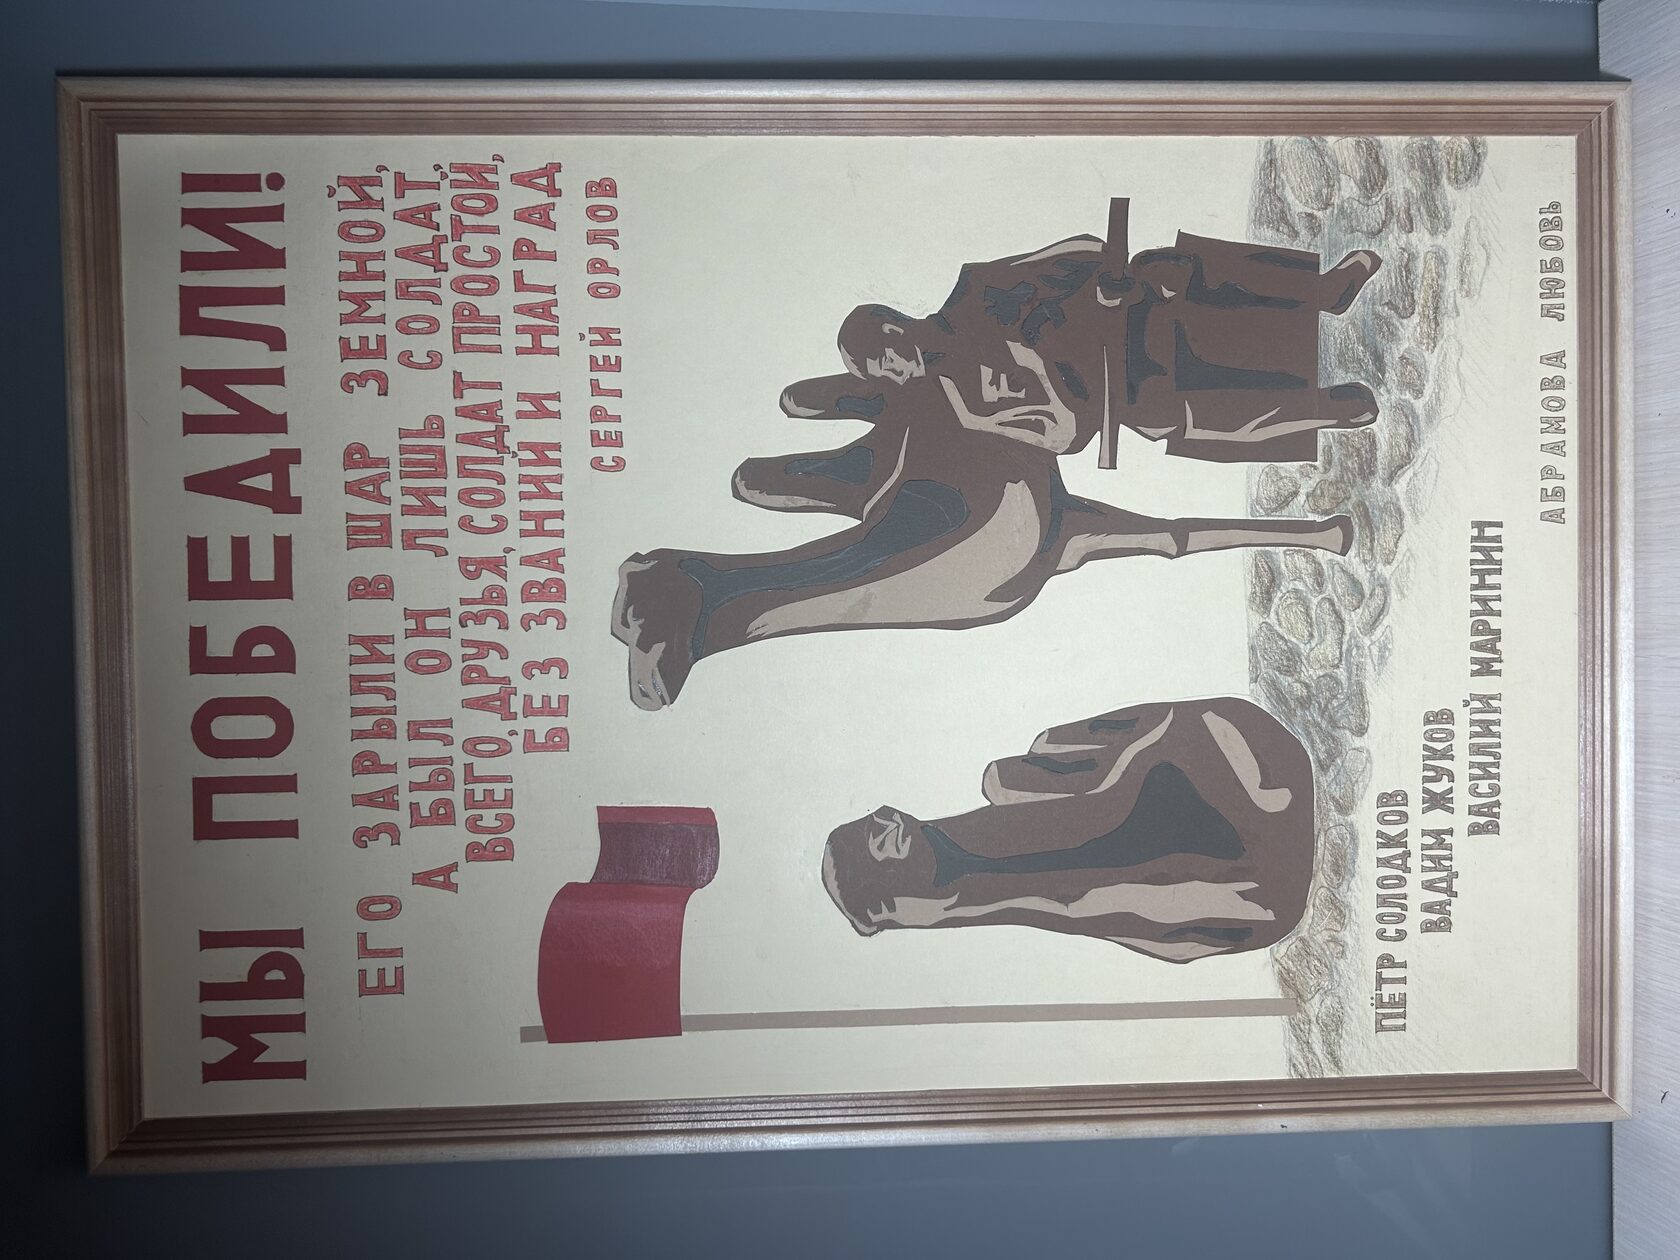 МЫ ПОБЕДИЛИ!
ЕГО ЗАРЫЛИ В ШАР ЗЕМНОЙ,
А БЫЛ ОН ЛИШЬ СОЛДАТ,
ВСЕГО, ДРУЗЬЯ, СОЛДАТ ПРОСТОЙ,
БЕЗ ЗВАНИЙ И НАГРАД
СЕРГЕЙ ОРЛОВ
ПЁТР СОЛОДКОВ
ВАДИМ ЖУКОВ
ВАСИЛИЙ МАРИНИН
АБРАМОВА ЛЮБОВЬ